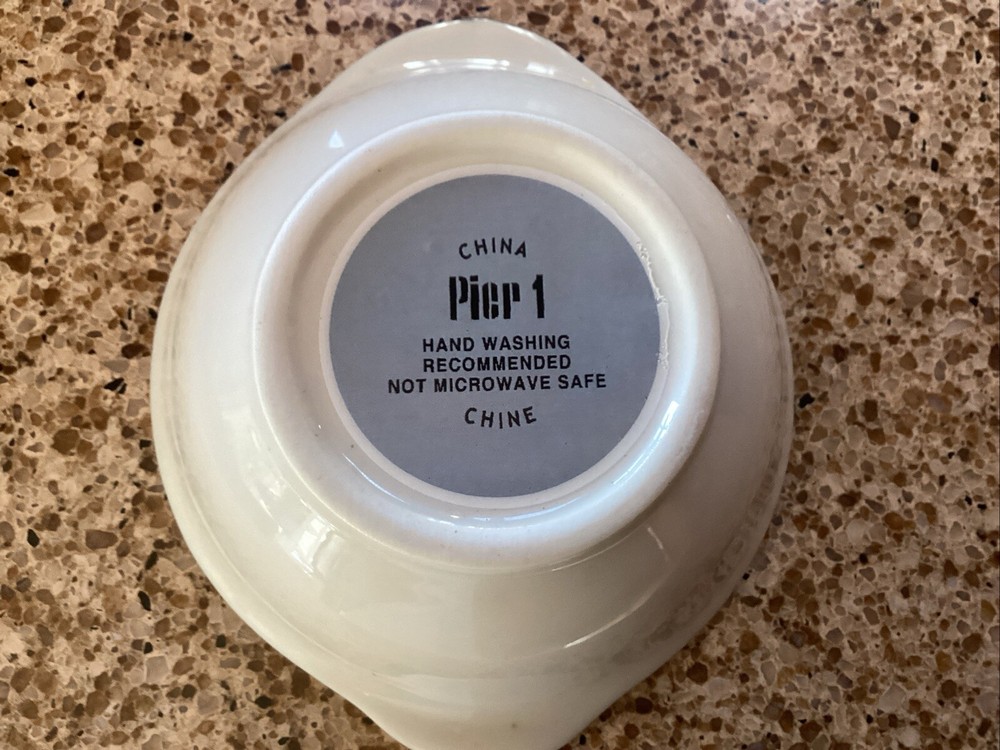 CHINA
Pier 1
HAND WASHING
RECOMMENDED
NOT MICROWAVE SAFE
CHINE